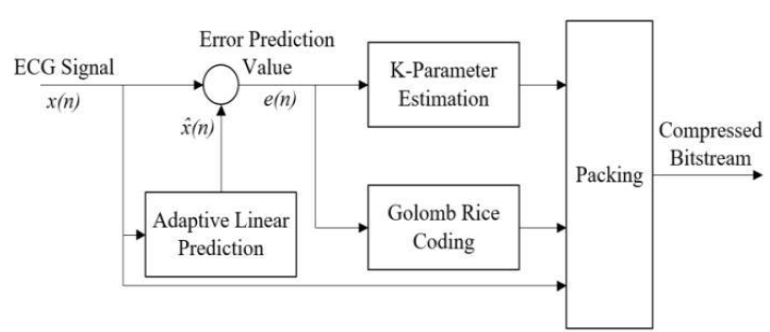 Error Prediction
Value
ECG Signal
x(n)
e(n)
x̂(n)
K-Parameter
Estimation
Adaptive Linear
Prediction
Golomb Rice
Coding
Packing
Compressed
Bitstream